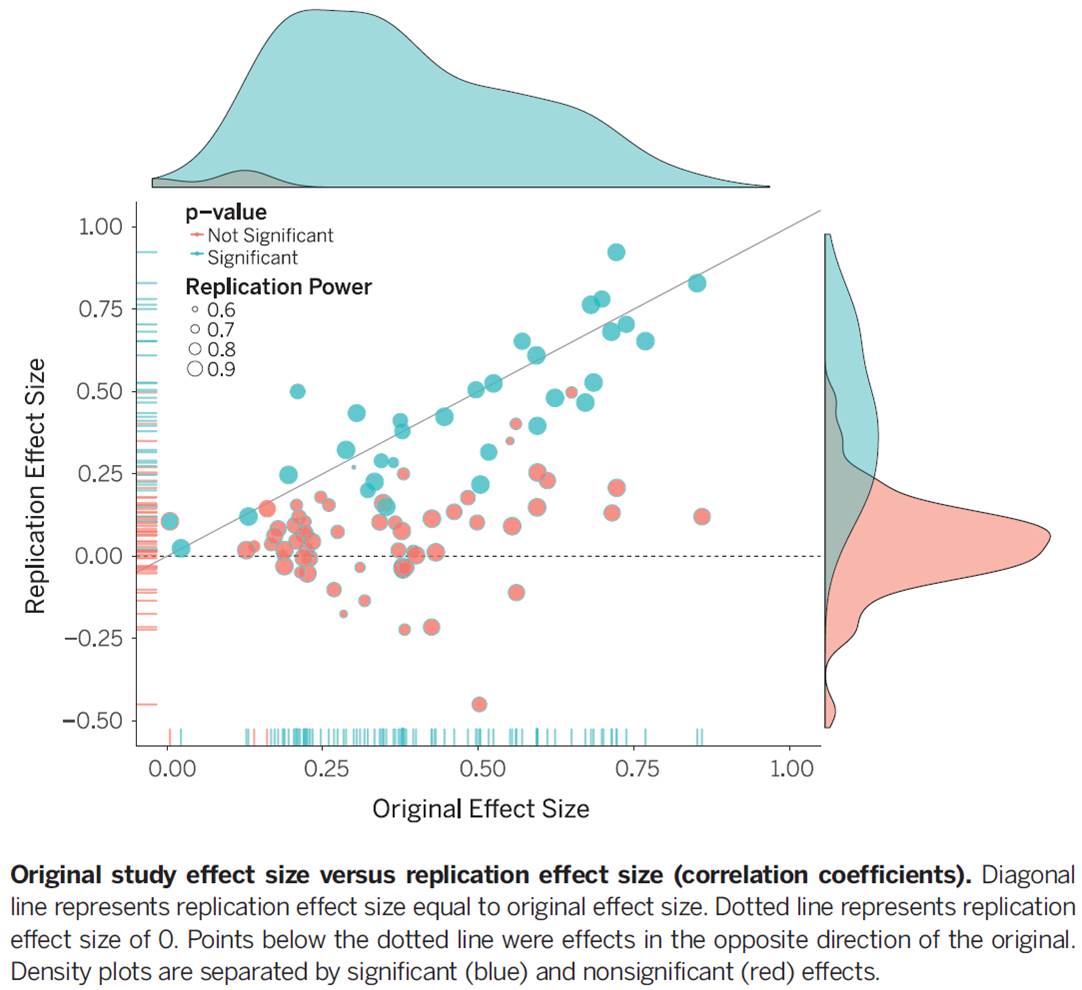 p-value
Not Significant
Significant
Replication Power
0.6
0.7
0.8
0.9
1.00
0.75
0.50
0.25
0.00
−0.25
−0.50
Replication Effect Size
0.00 0.25 0.50 0.75 1.00
Original Effect Size
Original study effect size versus replication effect size (correlation coefficients). Diagonal
line represents replication effect size equal to original effect size. Dotted line represents replication
effect size of 0. Points below the dotted line were effects in the opposite direction of the original.
Density plots are separated by significant (blue) and nonsignificant (red) effects.